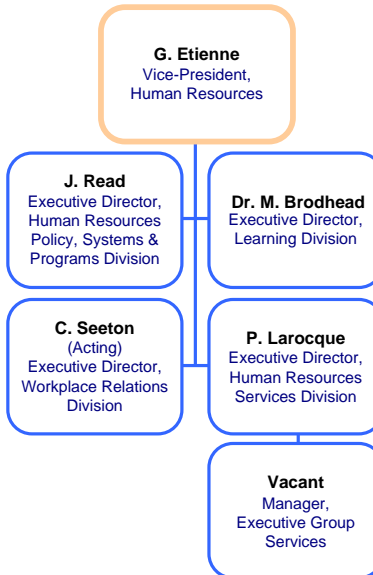 G. Etienne
Vice-President,
Human Resources
J. Read
Executive Director,
Human Resources
Policy, Systems &
Programs Division
Dr. M. Brodhead
Executive Director,
Learning Division
C. Seeton
(Acting)
Executive Director,
Workplace Relations
Division
P. Larocque
Executive Director,
Human Resources
Services Division
Vacant
Manager,
Executive Group
Services